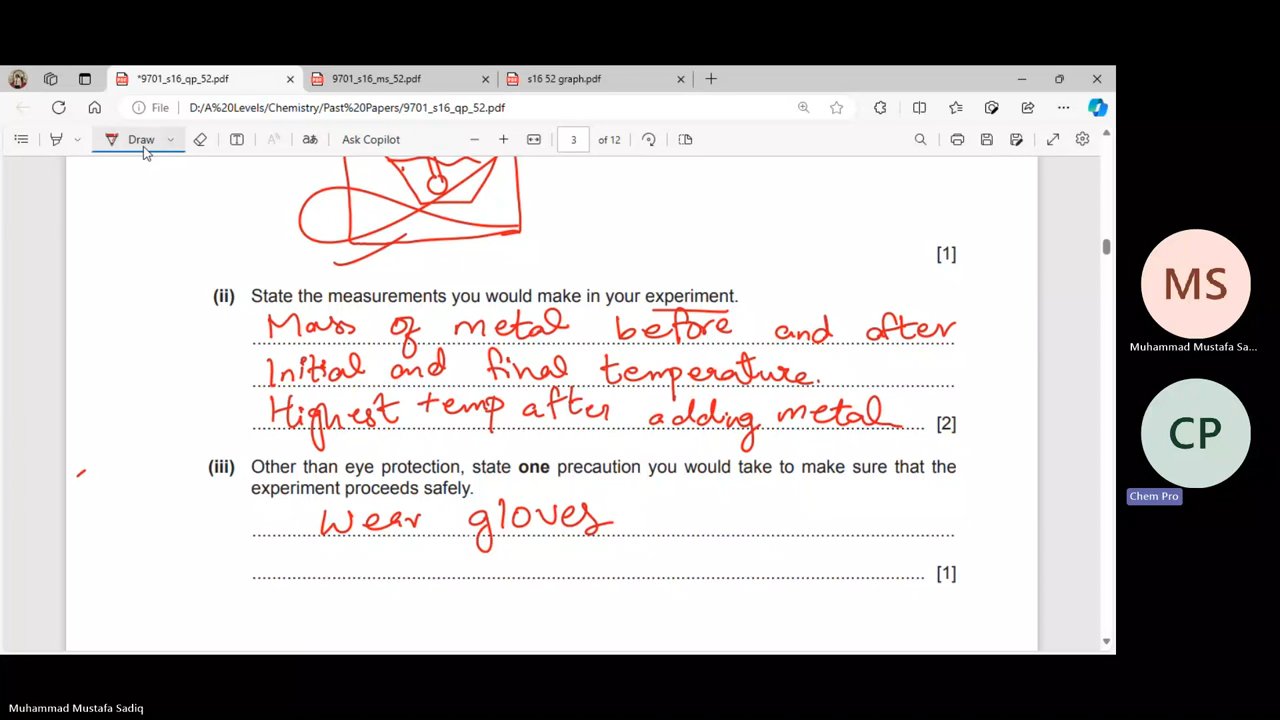 *9701_s16_qp_52.pdf
9701_s16_ms_52.pdf
s16 52 graph.pdf
File
D:/A%20Levels/Chemistry/Past%20Papers/9701_s16_qp_52.pdf
Draw
aあ
Ask Copilot
3
of 12
[1]
(ii) State the measurements you would make in your experiment.
Mass of metal before and after
Initial and final temperature.
Highest temp after adding metal
[2]
(iii) Other than eye protection, state one precaution you would take to make sure that the
experiment proceeds safely.
Wear gloves
[1]
MS
Muhammad Mustafa Sa...
CP
Chem Pro
Muhammad Mustafa Sadiq